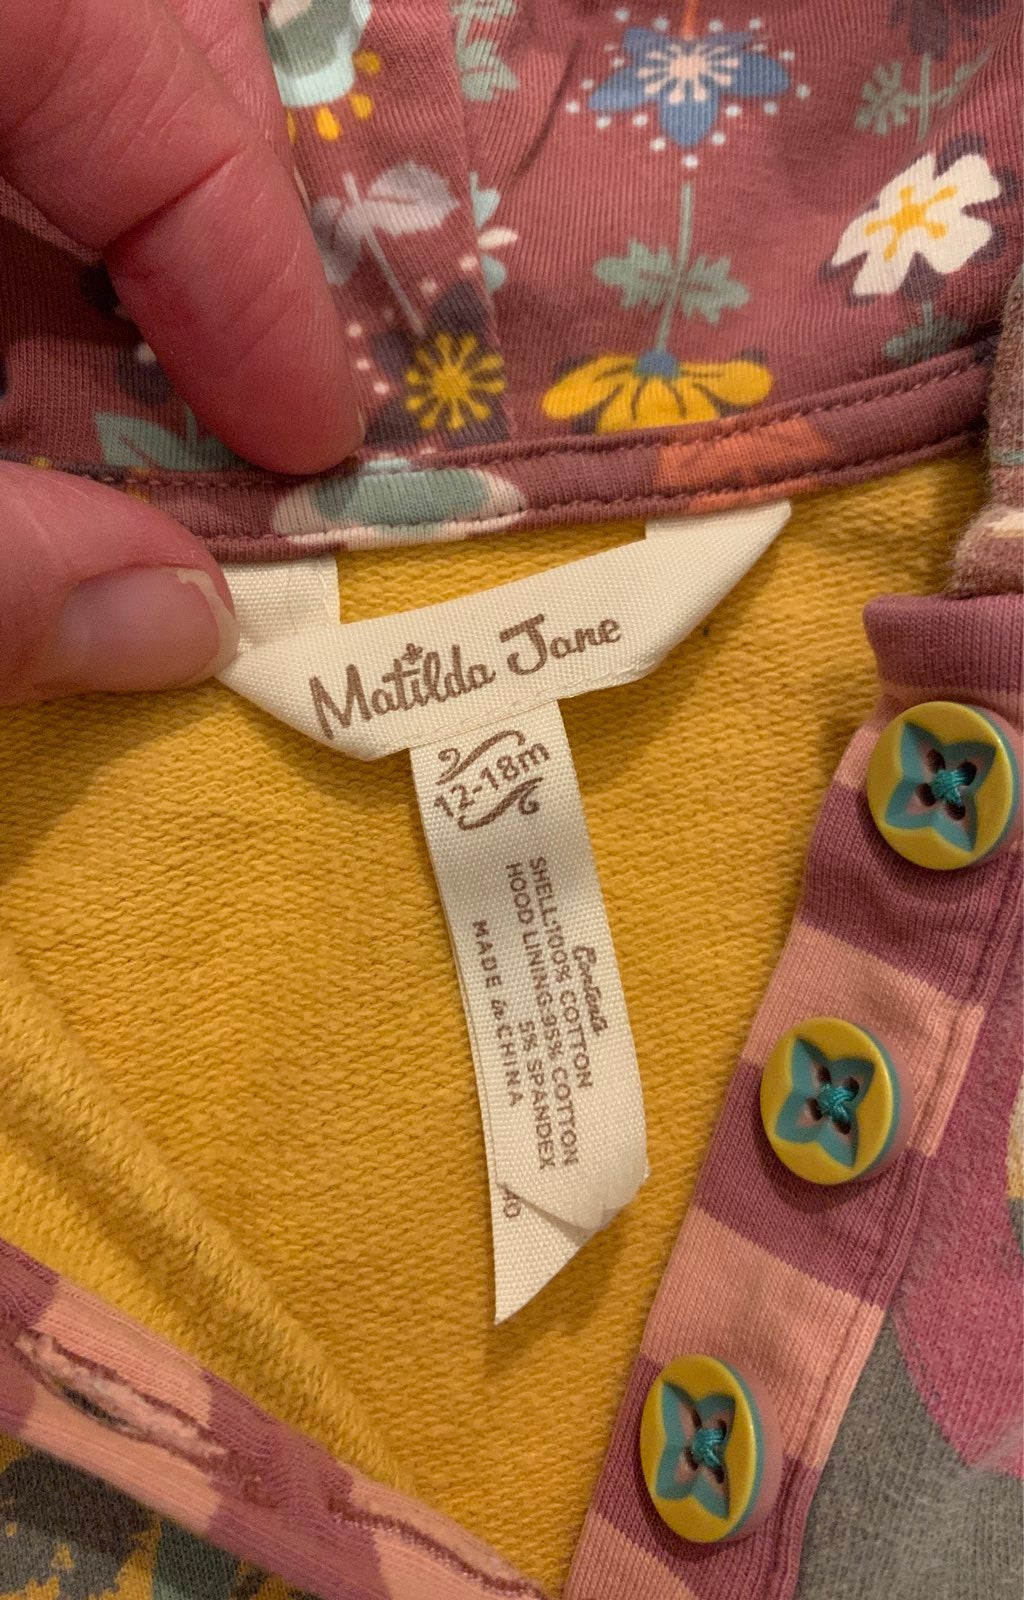 Matilda Jane
12-18m
Contents
SHELL:100% COTTON
HOOD LINING:95% COTTON
5% SPANDEX
MADE in CHINA